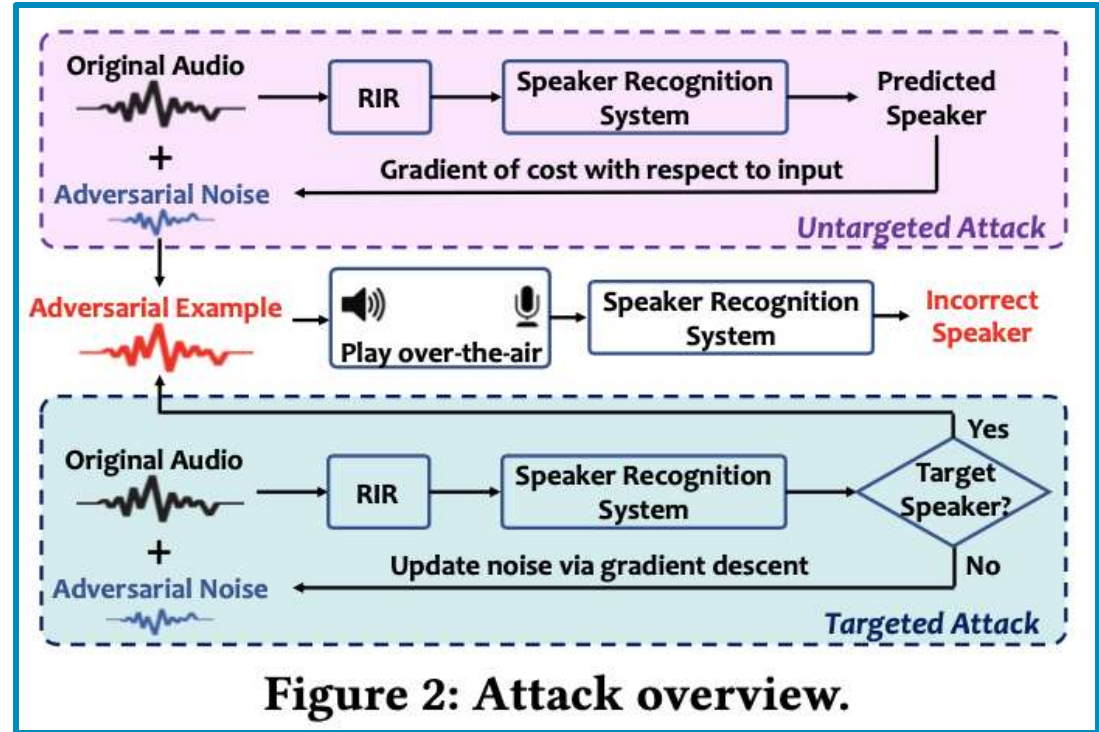 Original Audio
+
Adversarial Noise
RIR
Speaker Recognition
System
Predicted
Speaker
Gradient of cost with respect to input
Untargeted Attack
Adversarial Example
Play over-the-air
Speaker Recognition
System
Incorrect
Speaker
Original Audio
+
Adversarial Noise
RIR
Speaker Recognition
System
Target
Speaker?
Yes
No
Update noise via gradient descent
Targeted Attack
Figure 2: Attack overview.